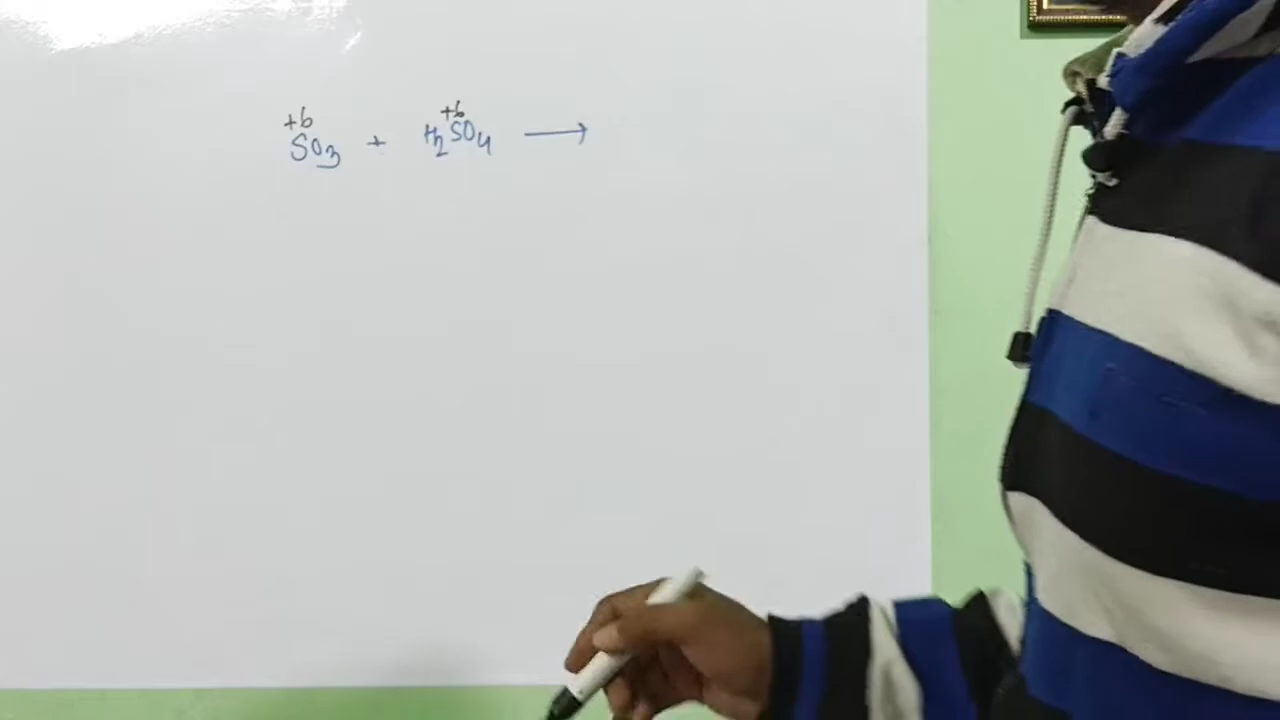 +6 +6
SO3 + H2SO4 →